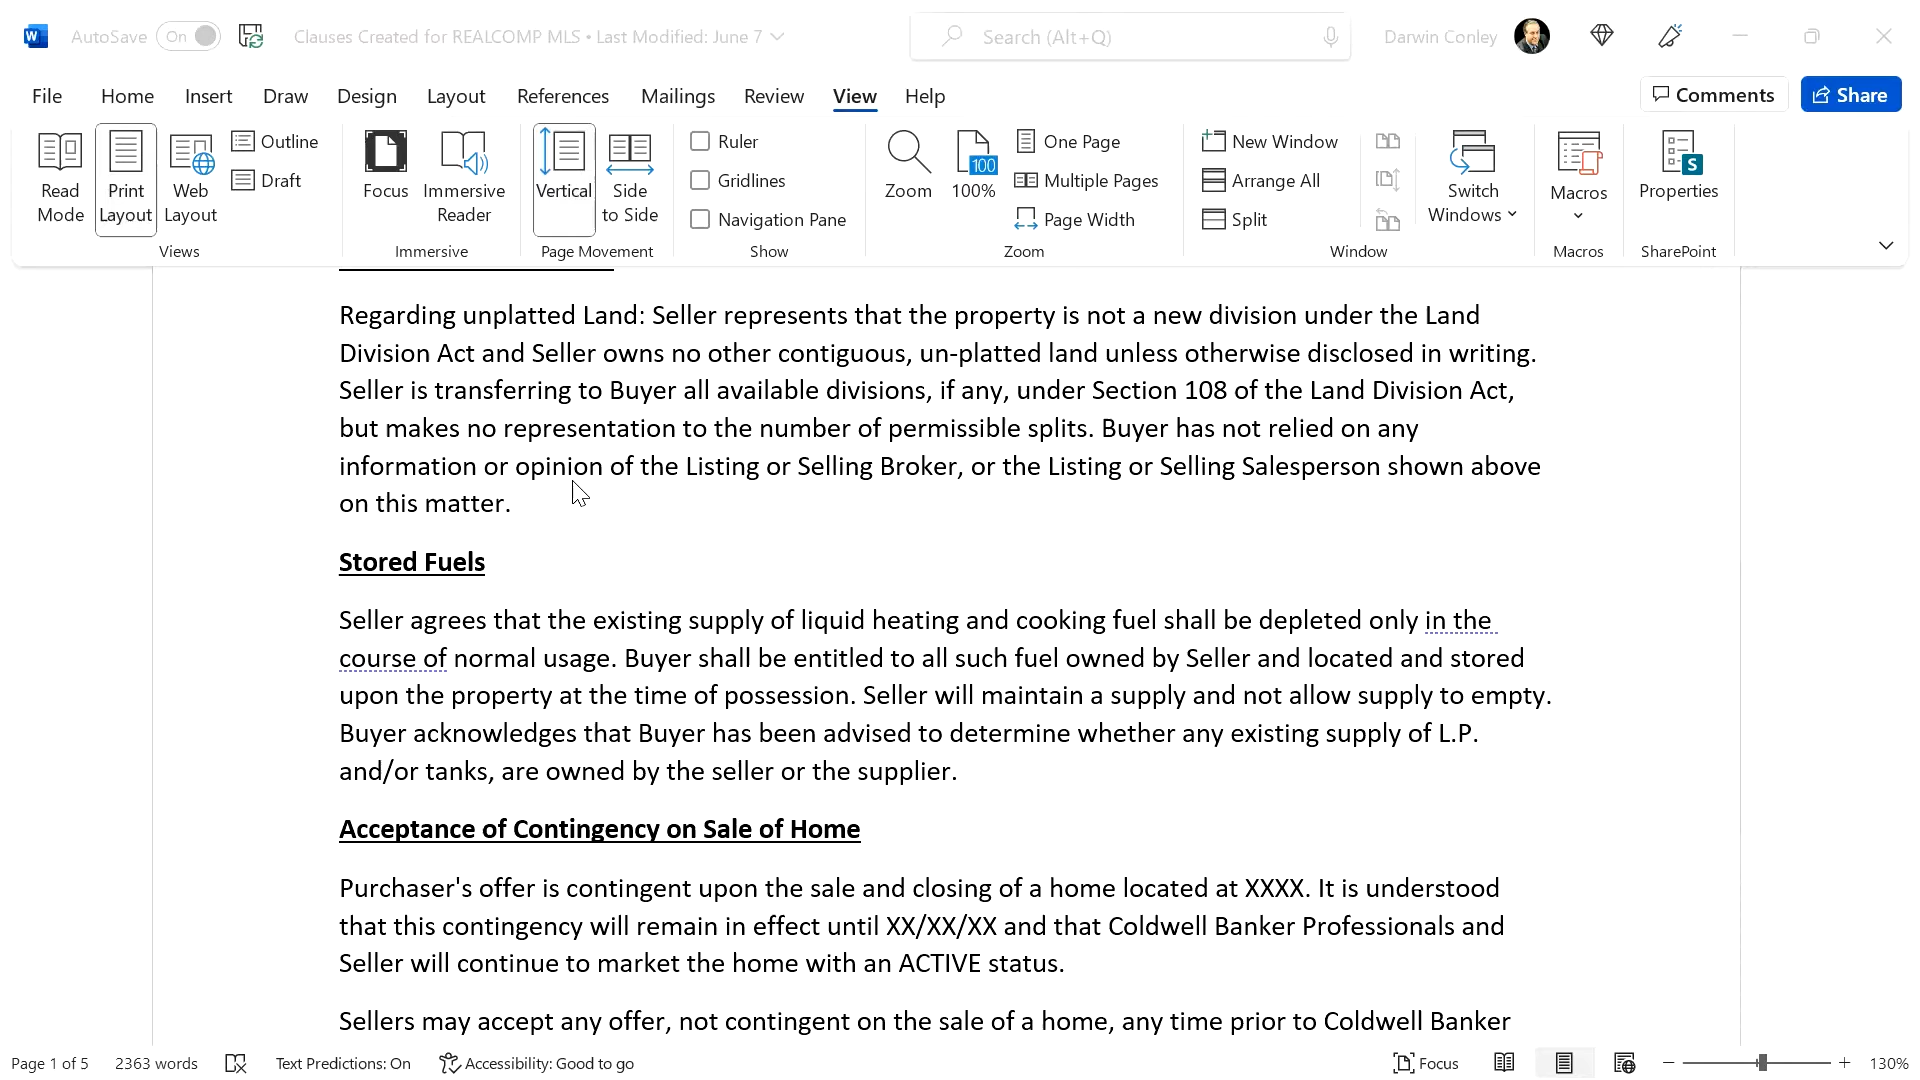 AutoSave On Clauses Created for REALCOMP MLS • Last Modified: June 7 Search (Alt+Q) Darwin Conley
File Home Insert Draw Design Layout References Mailings Review View Help Comments Share
Read Mode
Print Layout
Web Layout
Outline
Draft
Views
Focus
Immersive Reader
Immersive
Vertical
Side to Side
Page Movement
Ruler
Gridlines
Navigation Pane
Show
Zoom
100
100%
One Page
Multiple Pages
Page Width
Zoom
New Window
Arrange All
Split
Switch Windows
Window
Macros
Macros
S
Properties
SharePoint
Regarding unplatted Land: Seller represents that the property is not a new division under the Land
Division Act and Seller owns no other contiguous, un-platted land unless otherwise disclosed in writing.
Seller is transferring to Buyer all available divisions, if any, under Section 108 of the Land Division Act,
but makes no representation to the number of permissible splits. Buyer has not relied on any
information or opinion of the Listing or Selling Broker, or the Listing or Selling Salesperson shown above
on this matter.
Stored Fuels
Seller agrees that the existing supply of liquid heating and cooking fuel shall be depleted only in the
course of normal usage. Buyer shall be entitled to all such fuel owned by Seller and located and stored
upon the property at the time of possession. Seller will maintain a supply and not allow supply to empty.
Buyer acknowledges that Buyer has been advised to determine whether any existing supply of L.P.
and/or tanks, are owned by the seller or the supplier.
Acceptance of Contingency on Sale of Home
Purchaser's offer is contingent upon the sale and closing of a home located at XXXX. It is understood
that this contingency will remain in effect until XX/XX/XX and that Coldwell Banker Professionals and
Seller will continue to market the home with an ACTIVE status.
Sellers may accept any offer, not contingent on the sale of a home, any time prior to Coldwell Banker
Page 1 of 5 2363 words Text Predictions: On Accessibility: Good to go Focus 130%